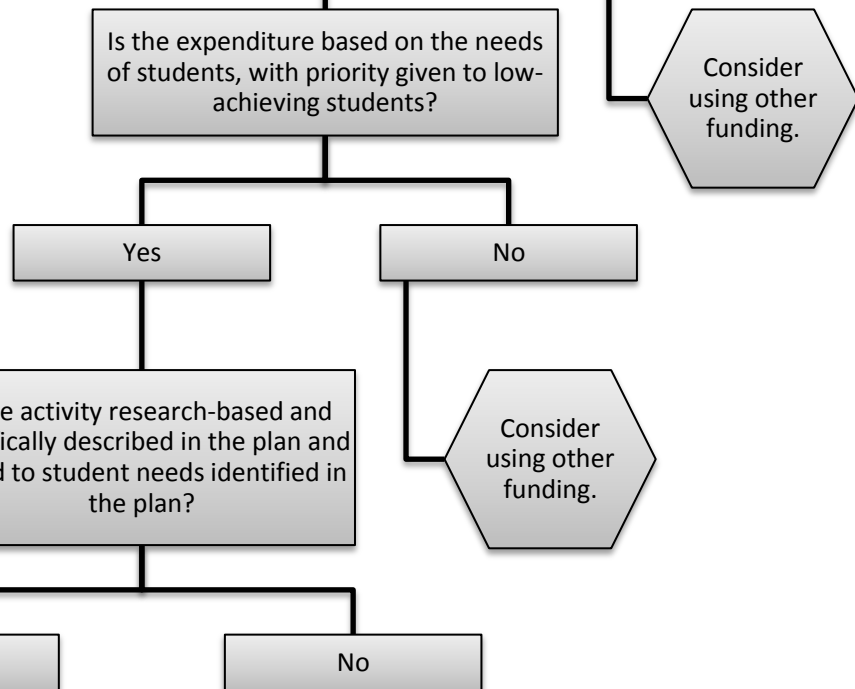 Is the expenditure based on the needs
of students, with priority given to low-
achieving students?
Consider
using other
funding.
Yes
No
activity research-based and
described in the plan and
to student needs identified in
the plan?
Consider
using other
funding.
No